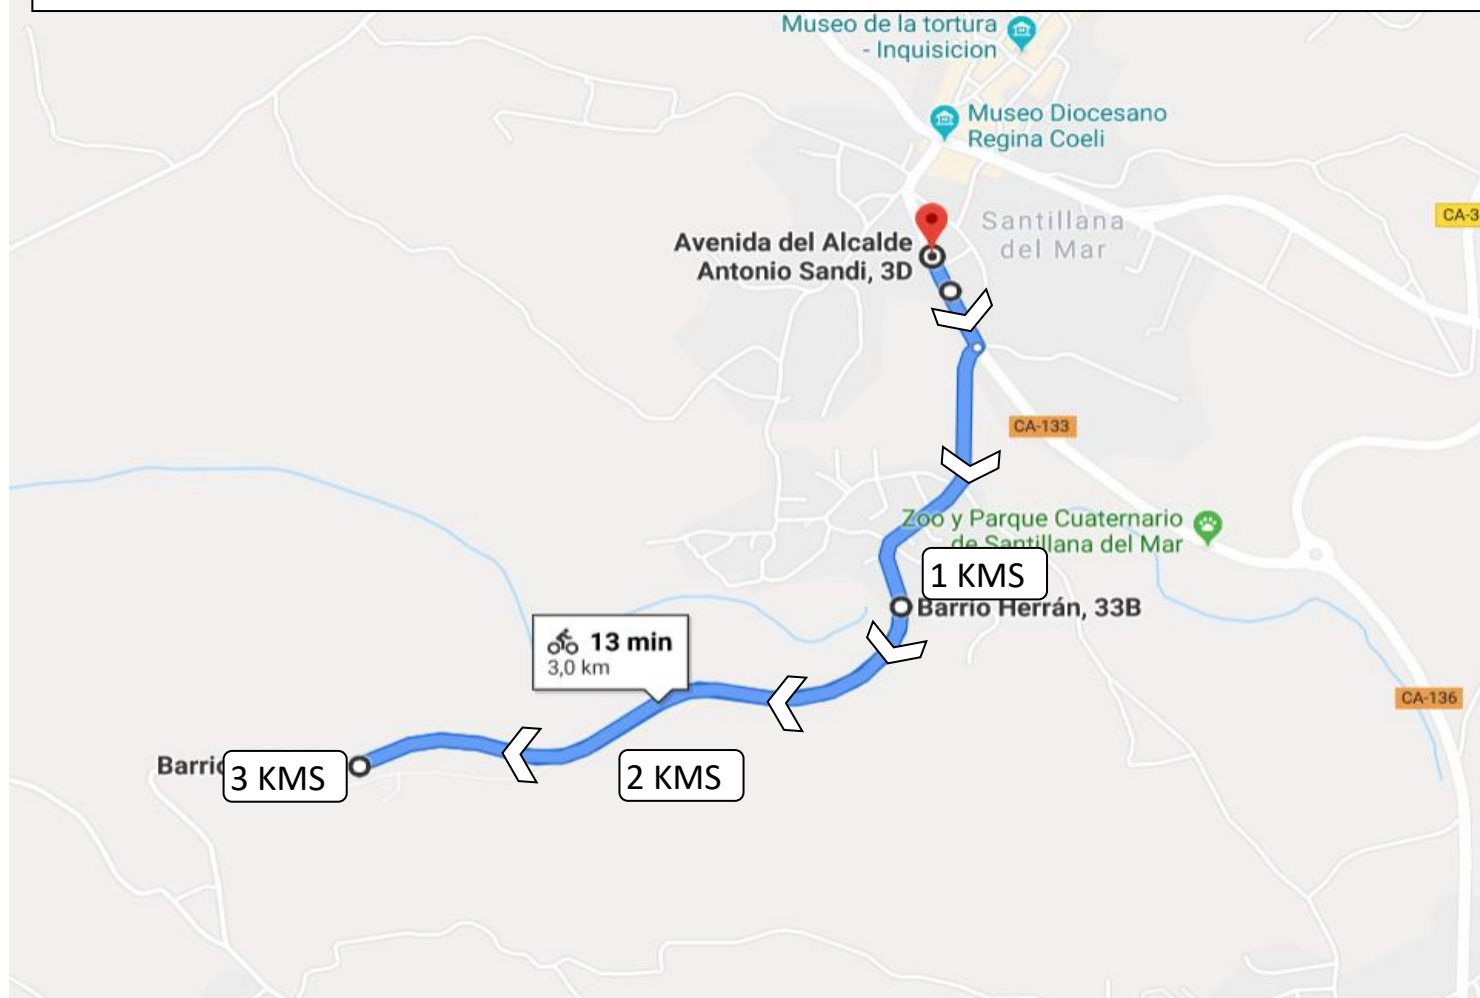 Museo de la tortura
- Inquisicion
Museo Diocesano
Regina Coeli
Santillana
del Mar
CA-3
Avenida del Alcalde
Antonio Sandi, 3D
CA-133
Zoo y Parque Cuaternario
de Santillana del Mar
1 KMS
Barrio Herrán, 33B
13 min
3,0 km
CA-136
3 KMS
2 KMS